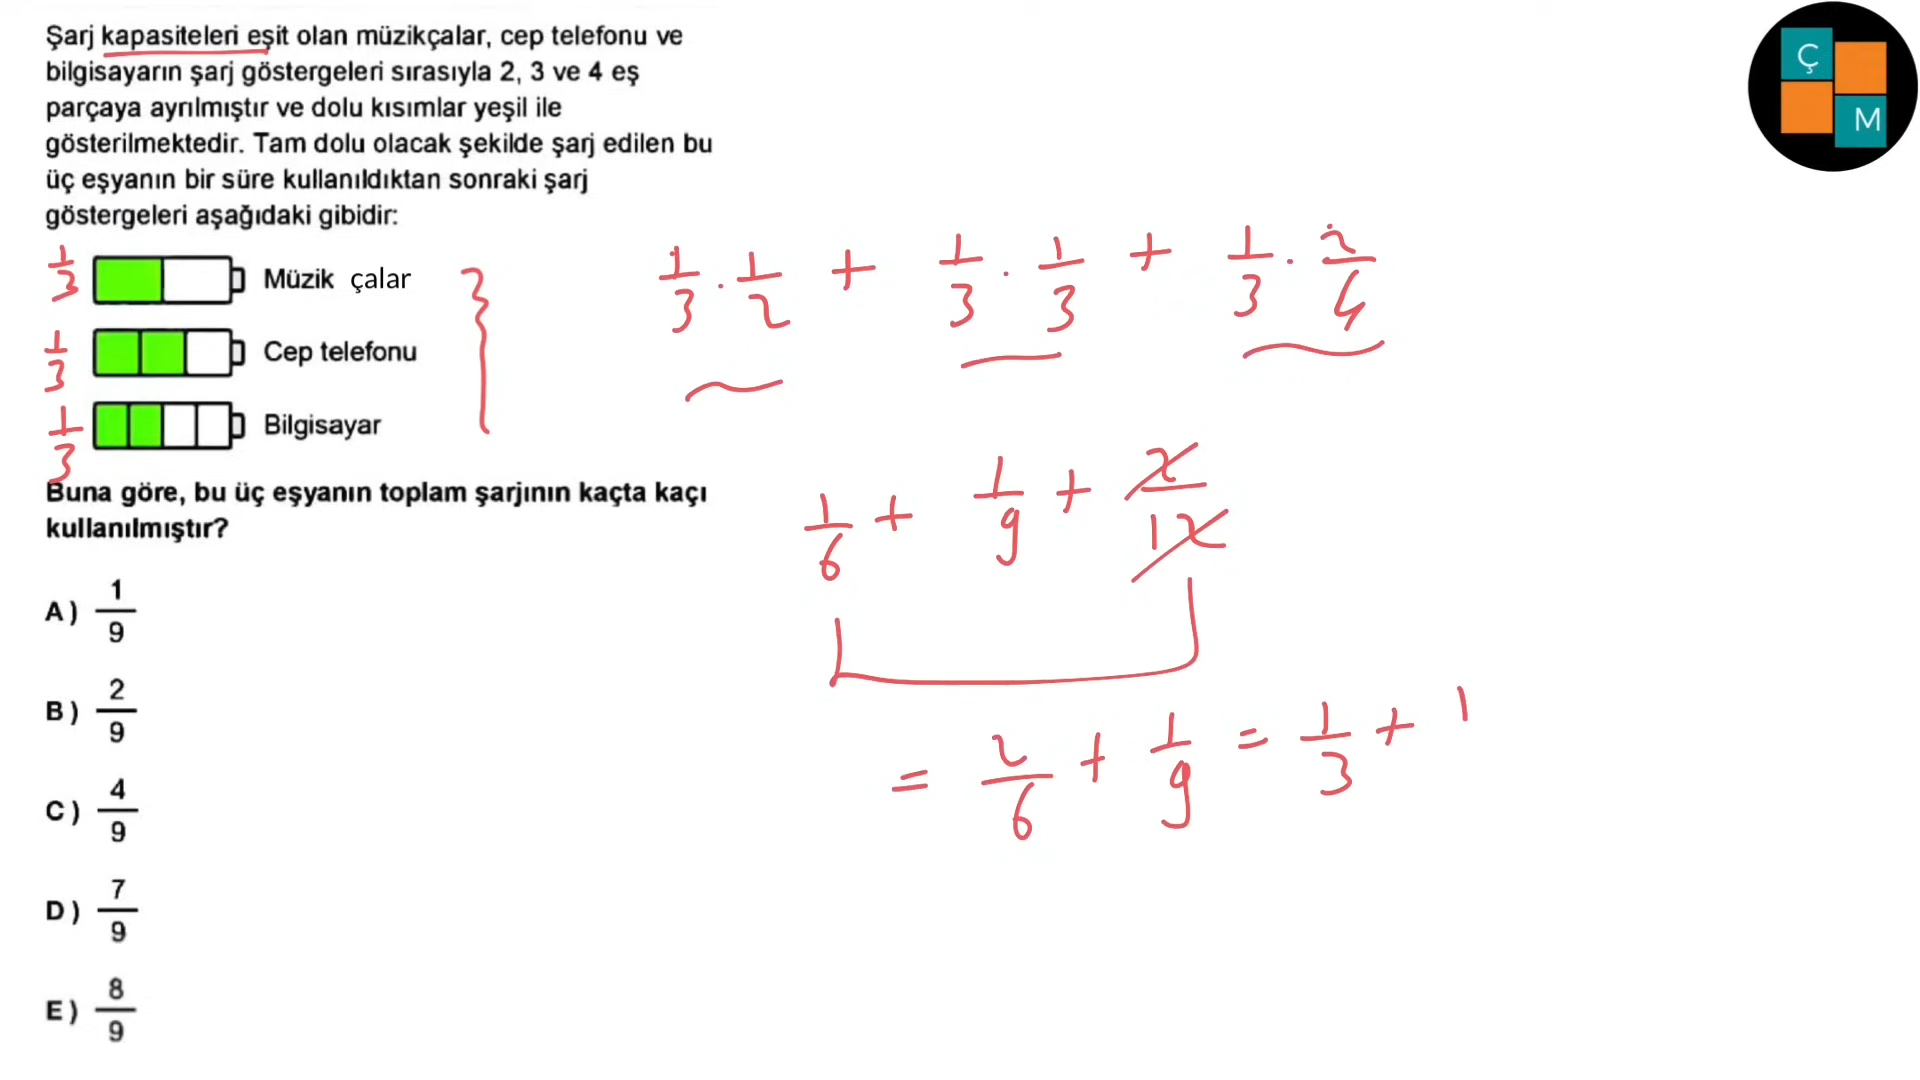 Şarj kapasiteleri eşit olan müzikçalar, cep telefonu ve
bilgisayarın şarj göstergeleri sırasıyla 2, 3 ve 4 eş
parçaya ayrılmıştır ve dolu kısımlar yeşil ile
gösterilmektedir. Tam dolu olacak şekilde şarj edilen bu
üç eşyanın bir süre kullanıldıktan sonraki şarj
göstergeleri aşağıdaki gibidir:
1/3 Müzik çalar
1/3 Cep telefonu
1/3 Bilgisayar
Buna göre, bu üç eşyanın toplam şarjının kaçta kaçı
kullanılmıştır?
A) 1/9
B) 2/9
C) 4/9
D) 7/9
E) 8/9
1/3 . 1/2 + 1/3 . 1/3 + 1/3 . 2/4
1/6 + 1/9 + 2/12
= 2/6 + 1/9 = 1/3 + 1
Ç
M